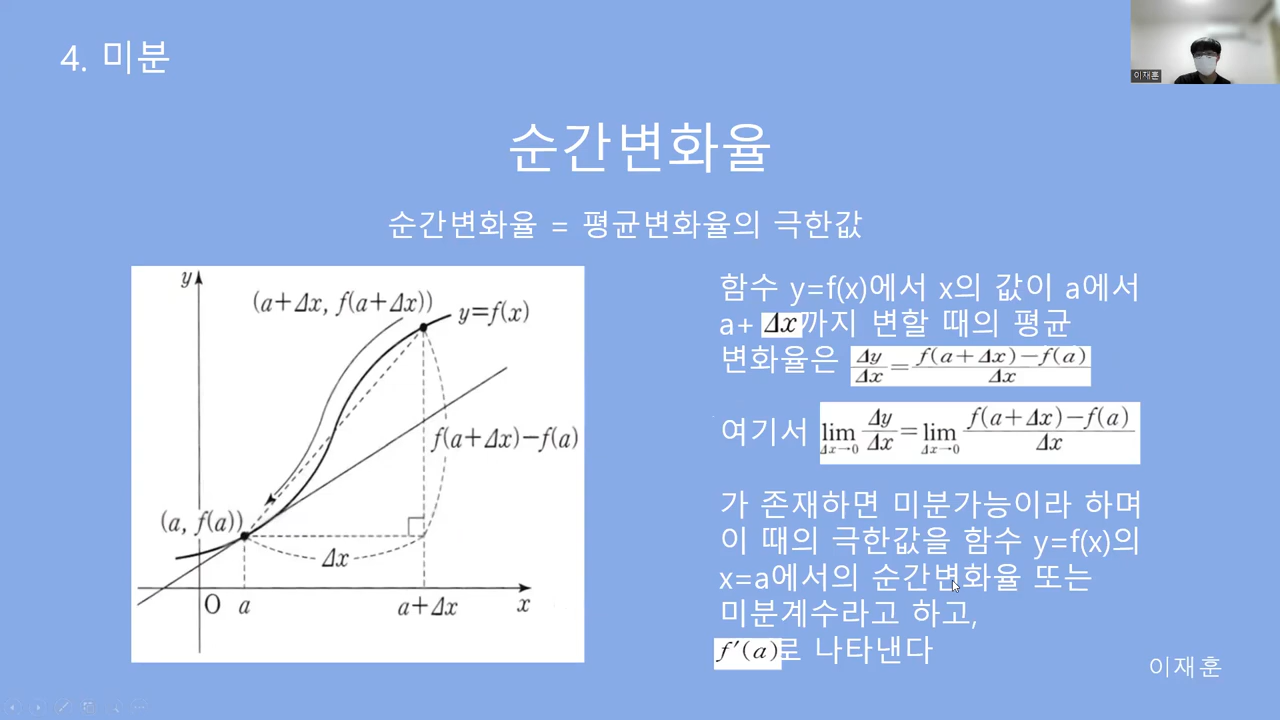 4. 미분
이재훈
순간변화율
순간변화율 = 평균변화율의 극한값
y
(a+Δx, f(a+Δx))
y=f(x)
f(a+Δx)−f(a)
(a, f(a))
Δx
O a a+Δx x
함수 y=f(x)에서 x의 값이 a에서
a+ Δx까지 변할 때의 평균
변화율은 Δy/Δx = f(a+Δx)−f(a)/Δx
여기서 lim Δx→0 Δy/Δx = lim Δx→0 f(a+Δx)−f(a)/Δx
가 존재하면 미분가능이라 하며
이 때의 극한값을 함수 y=f(x)의
x=a에서의 순간변화율 또는
미분계수라고 하고,
f′(a)로 나타낸다
이재훈